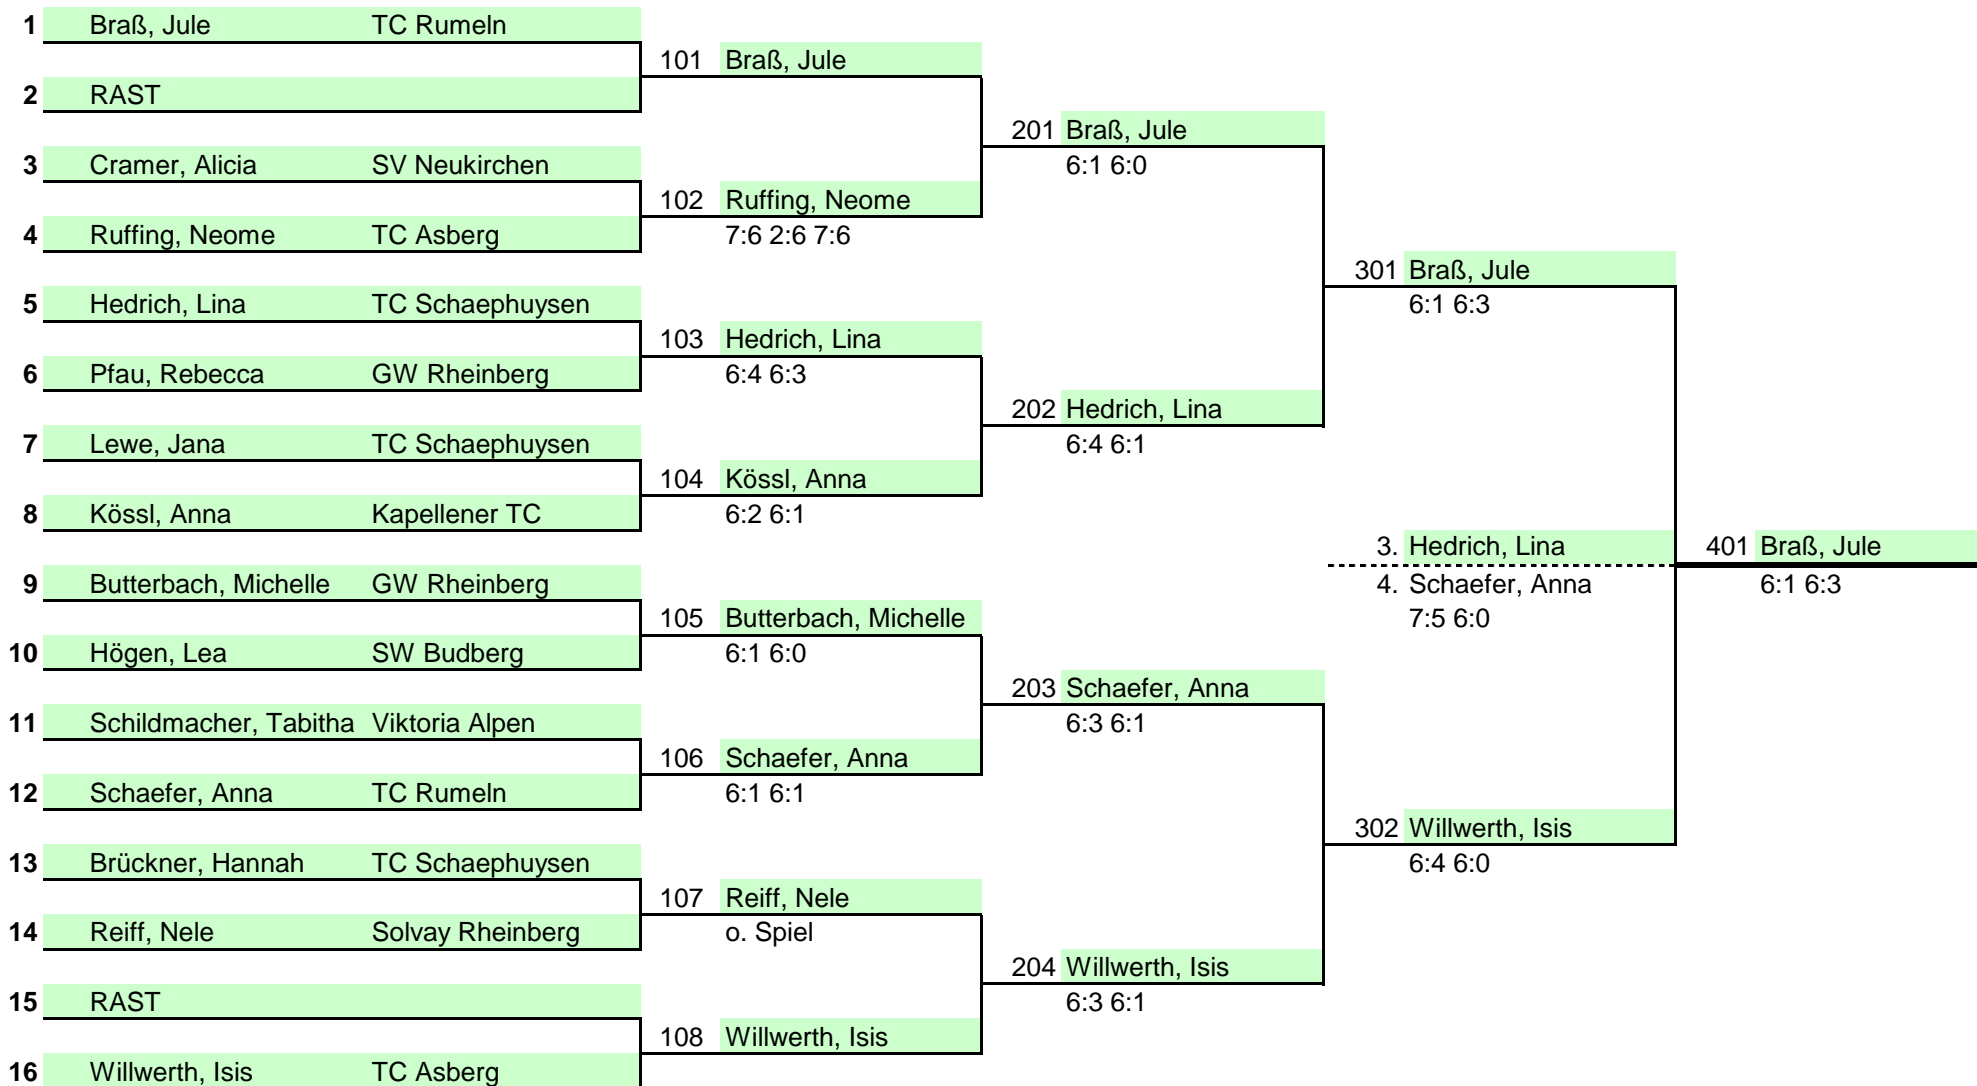 1 Braß, Jule TC Rumeln
101 Braß, Jule
2 RAST
201 Braß, Jule
3 Cramer, Alicia SV Neukirchen
6:1 6:0
102 Ruffing, Neome
4 Ruffing, Neome TC Asberg
7:6 2:6 7:6
301 Braß, Jule
5 Hedrich, Lina TC Schaephuysen
6:1 6:3
103 Hedrich, Lina
6 Pfau, Rebecca GW Rheinberg
6:4 6:3
202 Hedrich, Lina
7 Lewe, Jana TC Schaephuysen
6:4 6:1
104 Kössl, Anna
8 Kössl, Anna Kapellener TC
6:2 6:1
3. Hedrich, Lina
401 Braß, Jule
9 Butterbach, Michelle GW Rheinberg
4. Schaefer, Anna
6:1 6:3
105 Butterbach, Michelle
7:5 6:0
10 Högen, Lea SW Budberg
6:1 6:0
203 Schaefer, Anna
11 Schildmacher, Tabitha Viktoria Alpen
6:3 6:1
106 Schaefer, Anna
12 Schaefer, Anna TC Rumeln
6:1 6:1
302 Willwerth, Isis
13 Brückner, Hannah TC Schaephuysen
6:4 6:0
107 Reiff, Nele
14 Reiff, Nele Solvay Rheinberg
o. Spiel
204 Willwerth, Isis
15 RAST
6:3 6:1
108 Willwerth, Isis
16 Willwerth, Isis TC Asberg